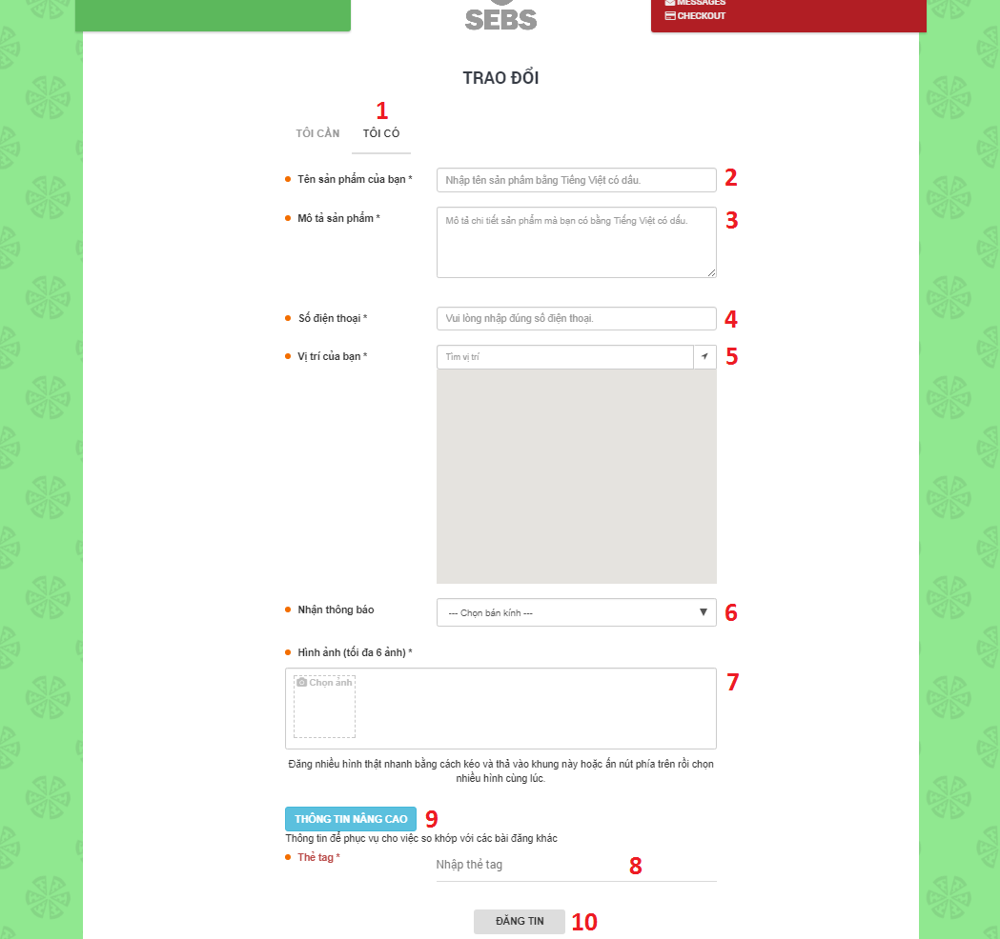 MESSAGES
CHECKOUT
SEBS
TRAO ĐỔI
1
TÔI CẦN TÔI CÓ
Tên sản phẩm của bạn * Nhập tên sản phẩm bằng Tiếng Việt có dấu. 2
Mô tả sản phẩm * Mô tả chi tiết sản phẩm mà bạn có bằng Tiếng Việt có dấu. 3
Số điện thoại * Vui lòng nhập đúng số điện thoại. 4
Vị trí của bạn * Tìm vị trí 5
Nhận thông báo --- Chọn bán kính --- 6
Hình ảnh (tối đa 6 ảnh) *
Chọn ảnh 7
Đăng nhiều hình thật nhanh bằng cách kéo và thả vào khung này hoặc ấn nút phía trên rồi chọn
nhiều hình cùng lúc.
THÔNG TIN NÂNG CAO 9
Thông tin để phục vụ cho việc so khớp với các bài đăng khác
Thẻ tag * Nhập thẻ tag 8
ĐĂNG TIN 10